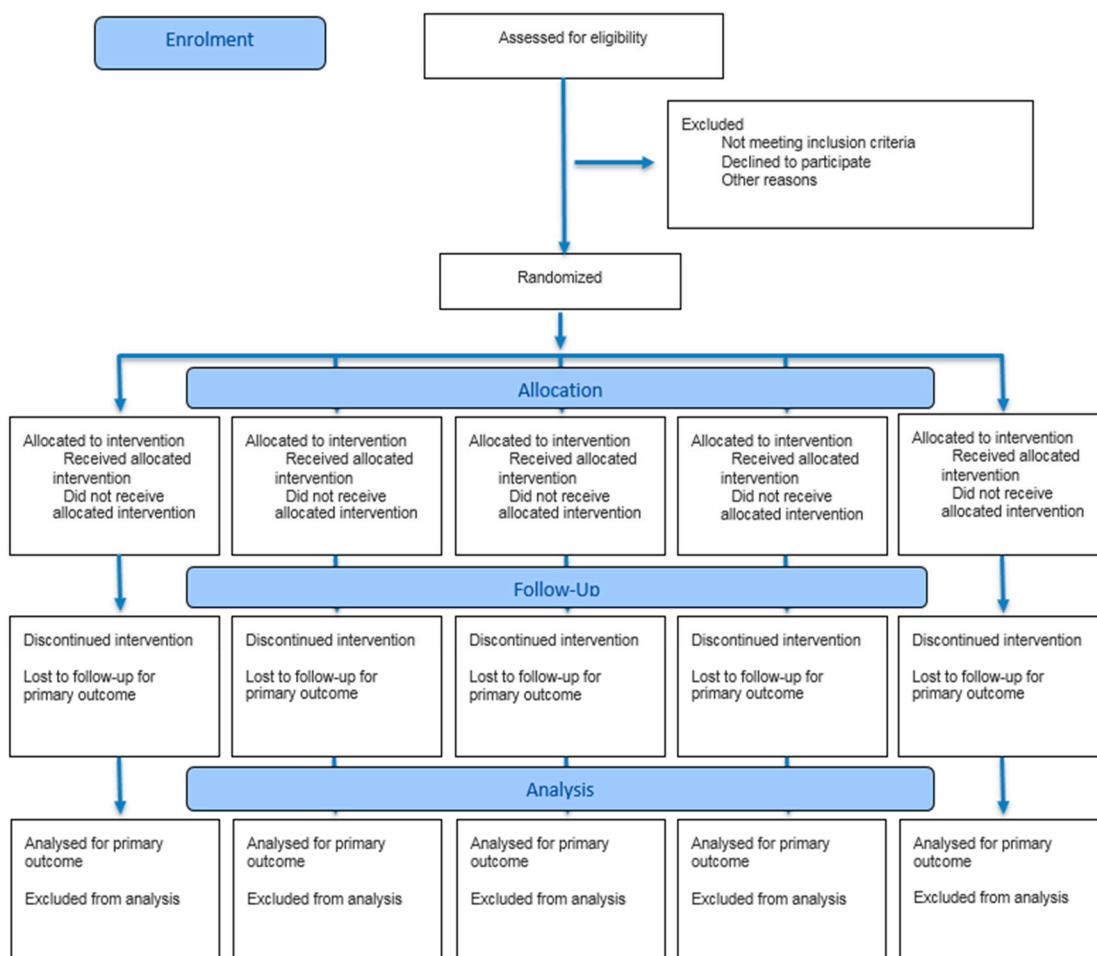 Enrolment
Assessed for eligibility
Excluded
Not meeting inclusion criteria
Declined to participate
Other reasons
Randomized
Allocation
Allocated to intervention
Received allocated
intervention
Did not receive
allocated intervention
Allocated to intervention
Received allocated
intervention
Did not receive
allocated intervention
Allocated to intervention
Received allocated
intervention
Did not receive
allocated intervention
Allocated to intervention
Received allocated
intervention
Did not receive
allocated intervention
Allocated to intervention
Received allocated
intervention
Did not receive
allocated intervention
Follow-Up
Discontinued intervention
Lost to follow-up for
primary outcome
Discontinued intervention
Lost to follow-up for
primary outcome
Discontinued intervention
Lost to follow-up for
primary outcome
Discontinued intervention
Lost to follow-up for
primary outcome
Discontinued intervention
Lost to follow-up for
primary outcome
Analysis
Analysed for primary
outcome
Excluded from analysis
Analysed for primary
outcome
Excluded from analysis
Analysed for primary
outcome
Excluded from analysis
Analysed for primary
outcome
Excluded from analysis
Analysed for primary
outcome
Excluded from analysis